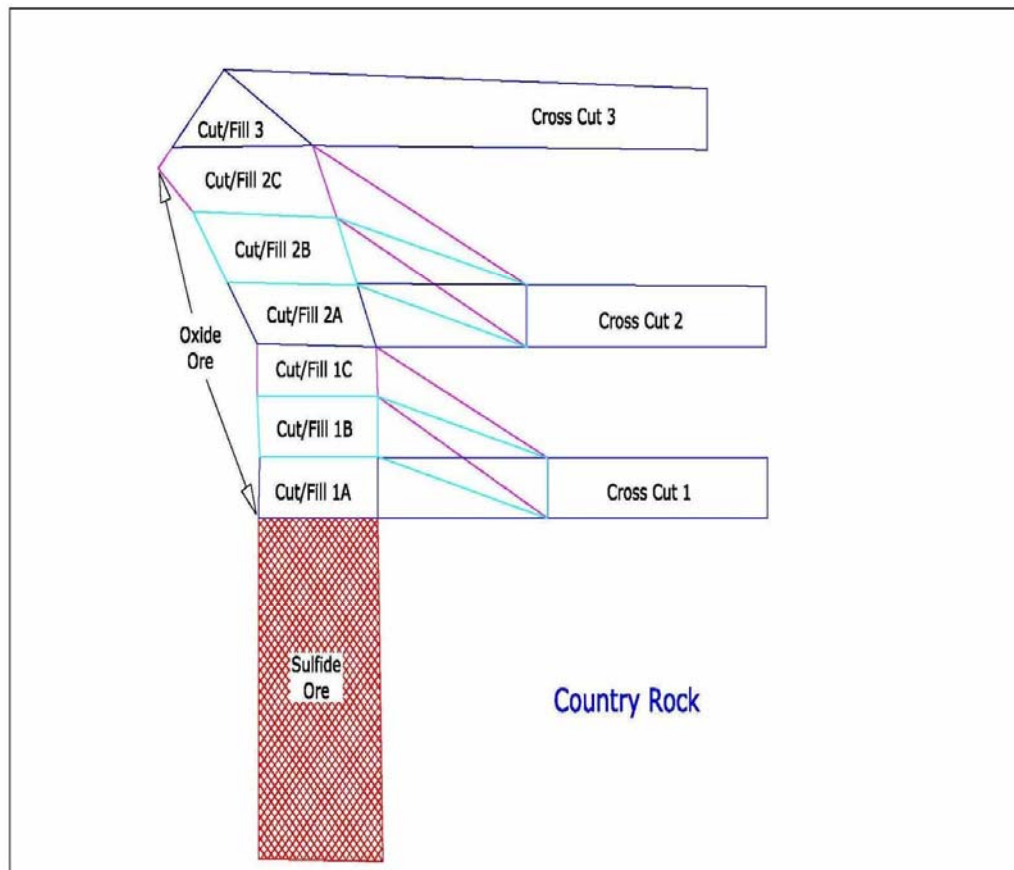 Cross Cut 3
Cut/Fill 3
Cut/Fill 2C
Cut/Fill 2B
Cut/Fill 2A
Cross Cut 2
Oxide
Ore
Cut/Fill 1C
Cut/Fill 1B
Cut/Fill 1A
Cross Cut 1
Sulfide
Ore
Country Rock